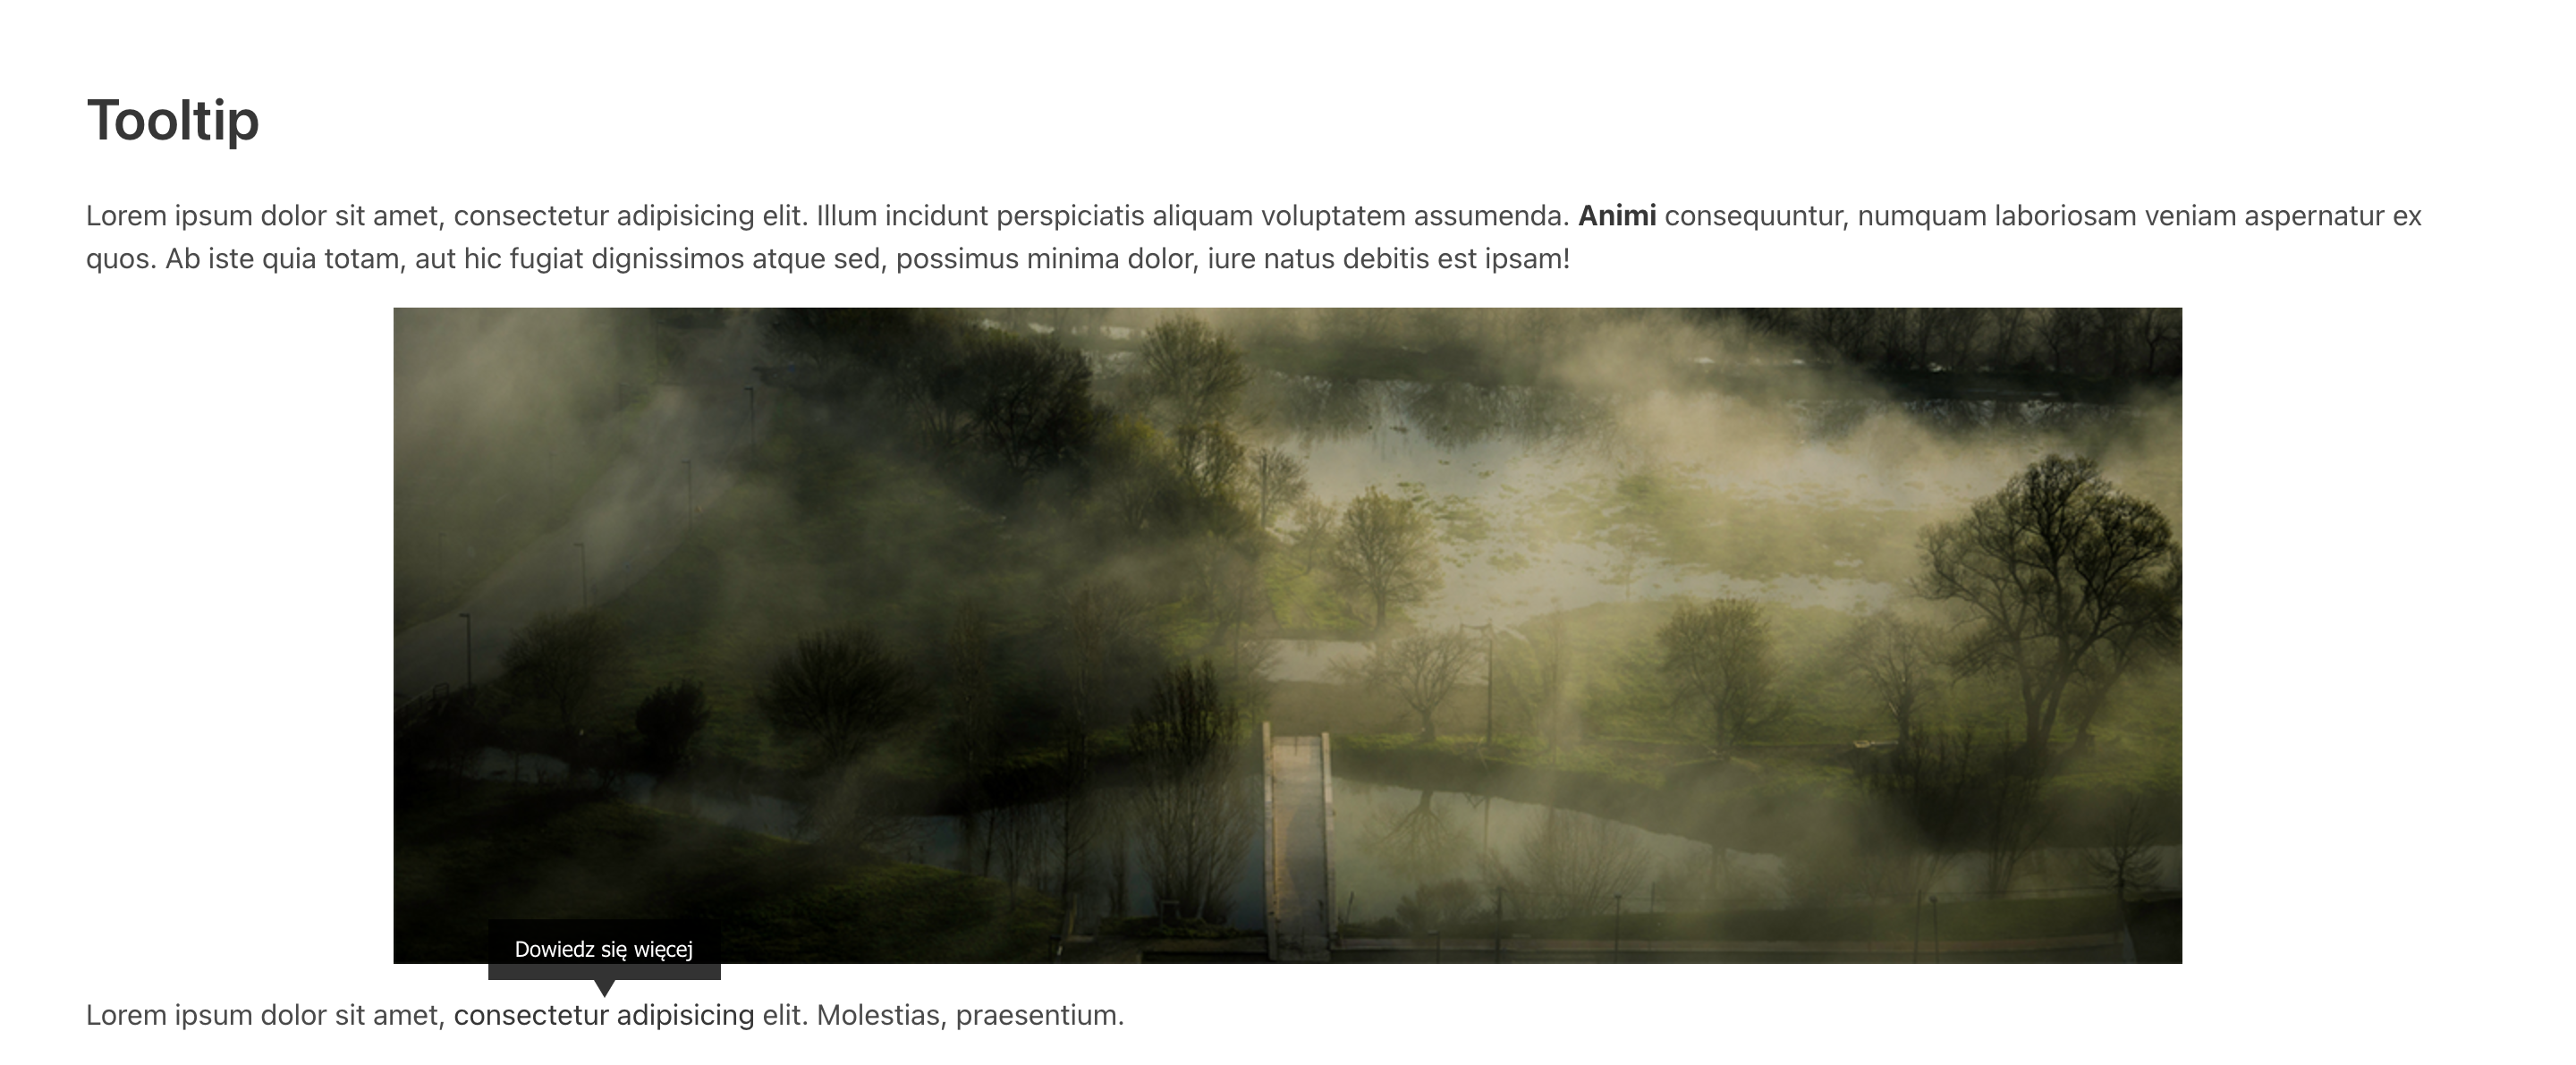 Tooltip
Lorem ipsum dolor sit amet, consectetur adipisicing elit. Illum incidunt perspiciatis aliquam voluptatem assumenda. Animi consequuntur, numquam laboriosam veniam aspernatur ex
quos. Ab iste quia totam, aut hic fugiat dignissimos atque sed, possimus minima dolor, iure natus debitis est ipsam!
Dowiedz się więcej
Lorem ipsum dolor sit amet, consectetur adipisicing elit. Molestias, praesentium.